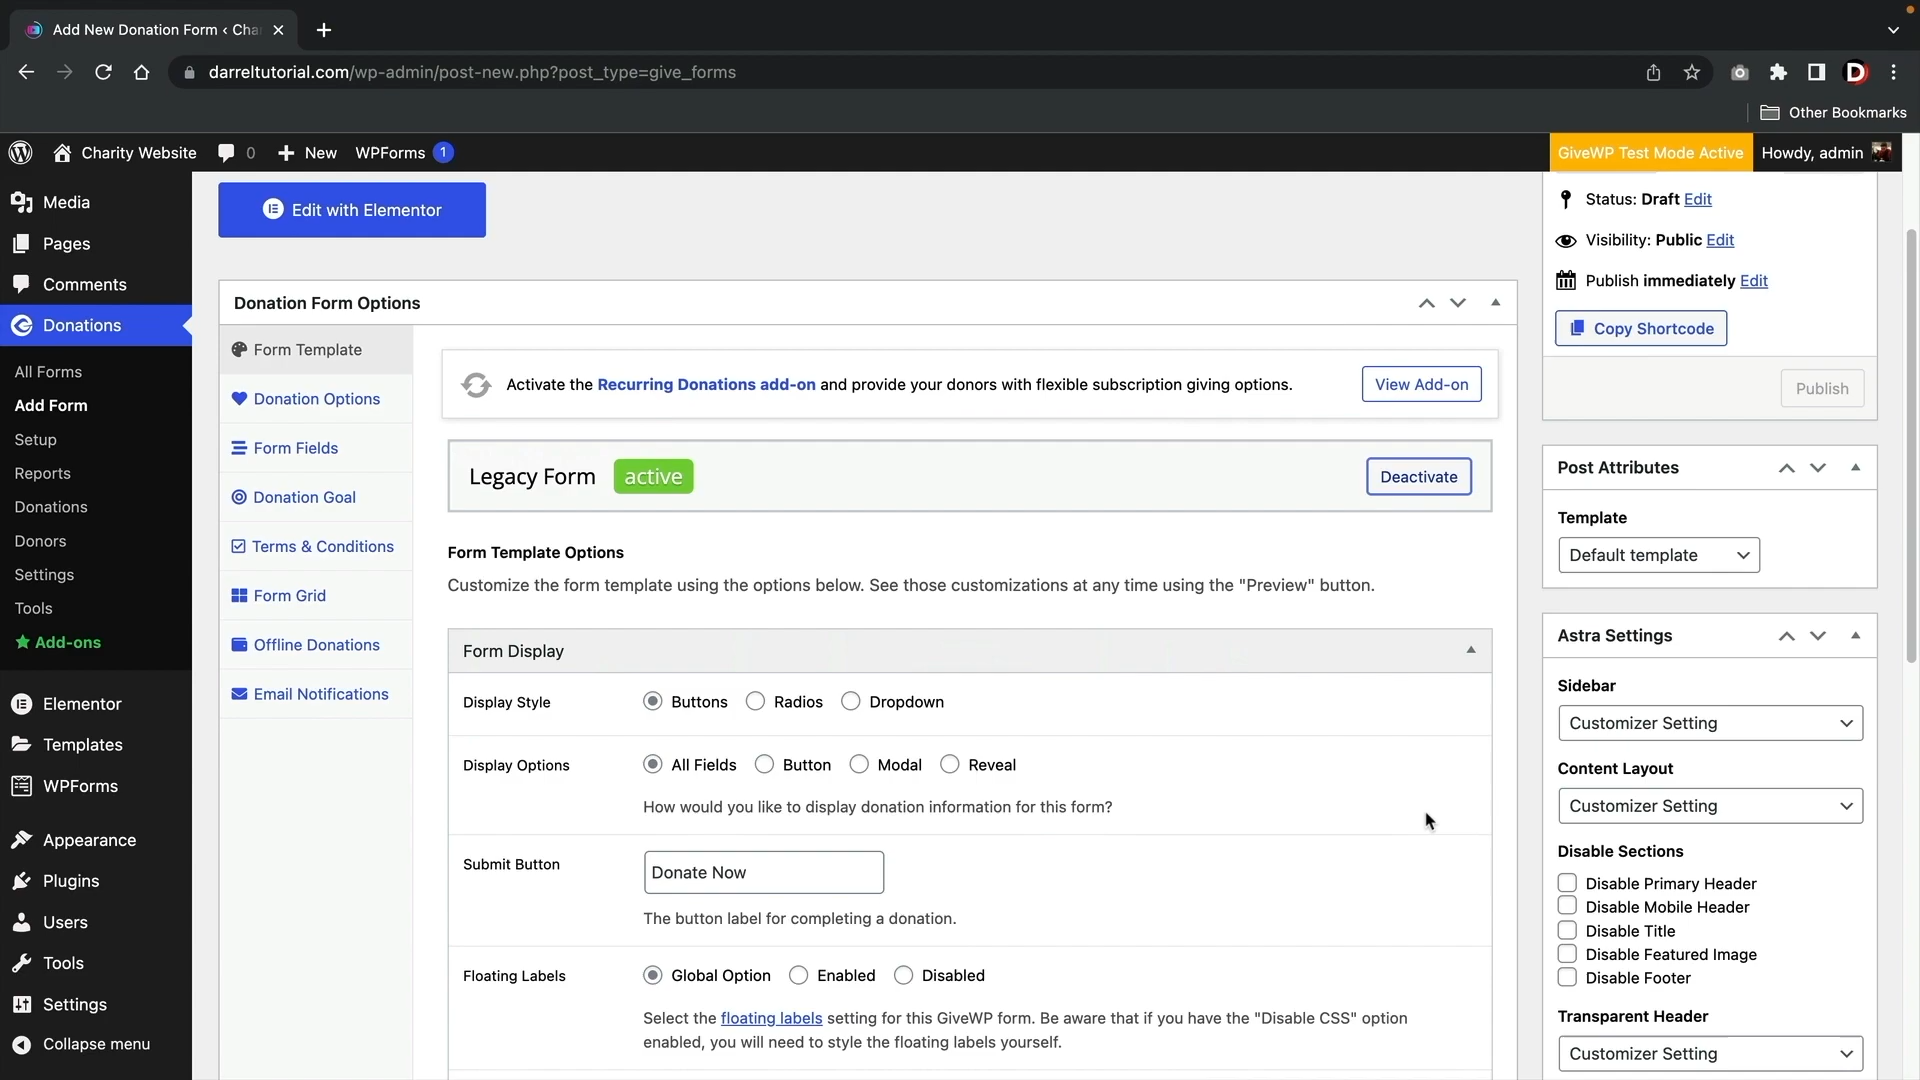 Add New Donation Form ‹ Cha
darreltutorial.com/wp-admin/post-new.php?post_type=give_forms
D
Other Bookmarks
Charity Website
0
New
WPForms 1
GiveWP Test Mode Active
Howdy, admin
Media
Pages
Comments
Donations
All Forms
Add Form
Setup
Reports
Donations
Donors
Settings
Tools
Add-ons
Elementor
Templates
WPForms
Appearance
Plugins
Users
Tools
Settings
Collapse menu
Edit with Elementor
Donation Form Options
Form Template
Donation Options
Form Fields
Donation Goal
Terms & Conditions
Form Grid
Offline Donations
Email Notifications
Activate the Recurring Donations add-on and provide your donors with flexible subscription giving options.
View Add-on
Legacy Form active
Deactivate
Form Template Options
Customize the form template using the options below. See those customizations at any time using the "Preview" button.
Form Display
Display Style
Buttons Radios Dropdown
Display Options
All Fields Button Modal Reveal
How would you like to display donation information for this form?
Submit Button
Donate Now
The button label for completing a donation.
Floating Labels
Global Option Enabled Disabled
Select the floating labels setting for this GiveWP form. Be aware that if you have the "Disable CSS" option
enabled, you will need to style the floating labels yourself.
Status: Draft Edit
Visibility: Public Edit
Publish immediately Edit
Copy Shortcode
Publish
Post Attributes
Template
Default template
Astra Settings
Sidebar
Customizer Setting
Content Layout
Customizer Setting
Disable Sections
Disable Primary Header
Disable Mobile Header
Disable Title
Disable Featured Image
Disable Footer
Transparent Header
Customizer Setting